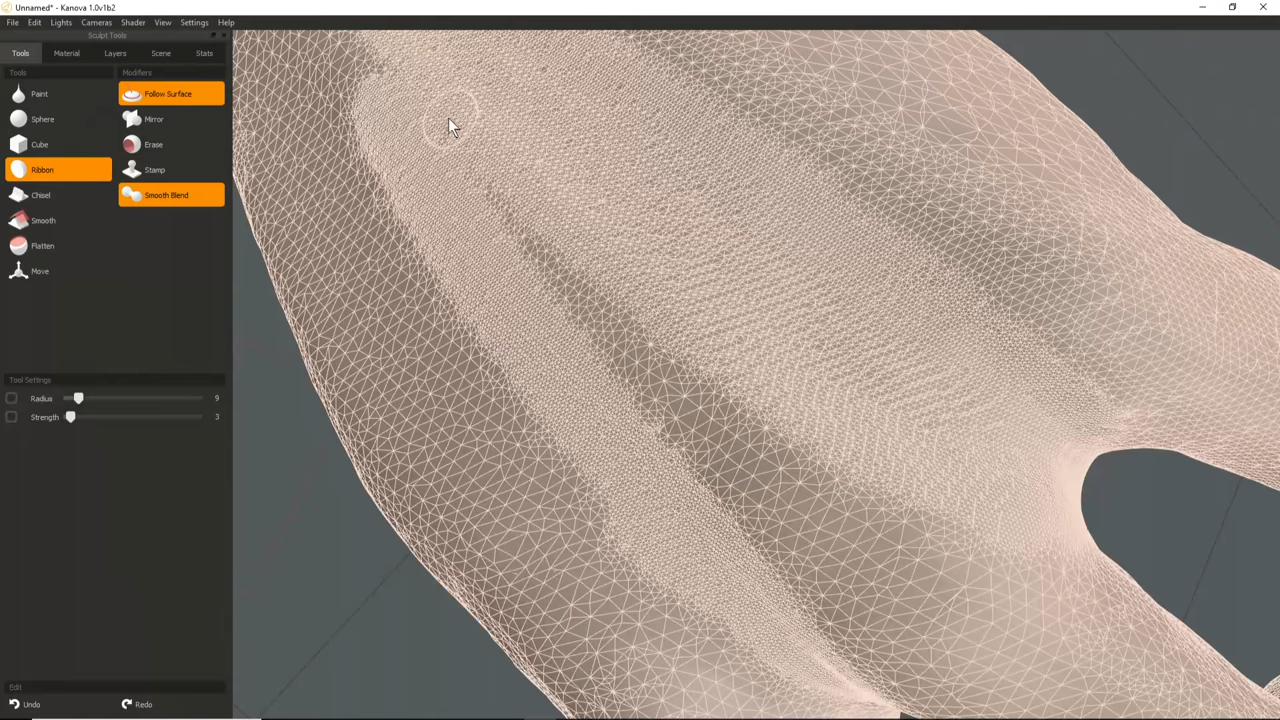 Unnamed* - Kanova 1.0v1b2
File Edit Lights Cameras Shader View Settings Help
Sculpt Tools
Tools Material Layers Scene Stats
Tools Modifiers
Paint Follow Surface
Sphere Mirror
Cube Erase
Ribbon Stamp
Chisel Smooth Blend
Smooth
Flatten
Move
Tool Settings
Radius 9
Strength 3
Edit
Undo Redo